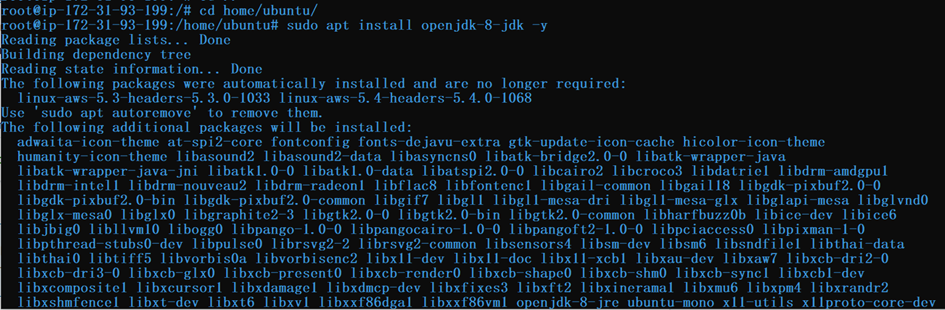 root@ip-172-31-93-199:/# cd home/ubuntu/
root@ip-172-31-93-199:/home/ubuntu# sudo apt install openjdk-8-jdk -y
Reading package lists... Done
Building dependency tree
Reading state information... Done
The following packages were automatically installed and are no longer required:
  linux-aws-5.3-headers-5.3.0-1033 linux-aws-5.4-headers-5.4.0-1068
Use 'sudo apt autoremove' to remove them.
The following additional packages will be installed:
  adwaita-icon-theme at-spi2-core fontconfig fonts-dejavu-extra gtk-update-icon-cache hicolor-icon-theme
  humanity-icon-theme libasound2 libasound2-data libasyncns0 libatk-bridge2.0-0 libatk-wrapper-java
  libatk-wrapper-java-jni libatk1.0-0 libatk1.0-data libatspi2.0-0 libcairo2 libcroco3 libdatrie1 libdrm-amdgpu1
  libdrm-intel1 libdrm-nouveau2 libdrm-radeon1 libflac8 libfontenc1 libgail-common libgail18 libgdk-pixbuf2.0-0
  libgdk-pixbuf2.0-bin libgdk-pixbuf2.0-common libgif7 libgl1 libgl1-mesa-dri libgl1-mesa-glx libglapi-mesa libglvnd0
  libglx-mesa0 libglx0 libgraphite2-3 libgtk2.0-0 libgtk2.0-bin libgtk2.0-common libharfbuzz0b libice-dev libice6
  libjbig0 libllvm10 libogg0 libpango-1.0-0 libpangocairo-1.0-0 libpangoft2-1.0-0 libpciaccess0 libpixman-1-0
  libpthread-stubs0-dev libpulse0 librsvg2-2 librsvg2-common libsensors4 libsm-dev libsm6 libsndfile1 libthai-data
  libthai0 libtiff5 libvorbis0a libvorbisenc2 libx11-dev libx11-doc libx11-xcb1 libxau-dev libxaw7 libxcb-dri2-0
  libxcb-dri3-0 libxcb-glx0 libxcb-present0 libxcb-render0 libxcb-shape0 libxcb-shm0 libxcb-sync1 libxcb1-dev
  libxcomposite1 libxcursor1 libxdamage1 libxdmcp-dev libxfixes3 libxft2 libxinerama1 libxmu6 libxpm4 libxrandr2
  libxshmfence1 libxt-dev libxt6 libxv1 libxxf86dga1 libxxf86vm1 openjdk-8-jre ubuntu-mono x11-utils x11proto-core-dev